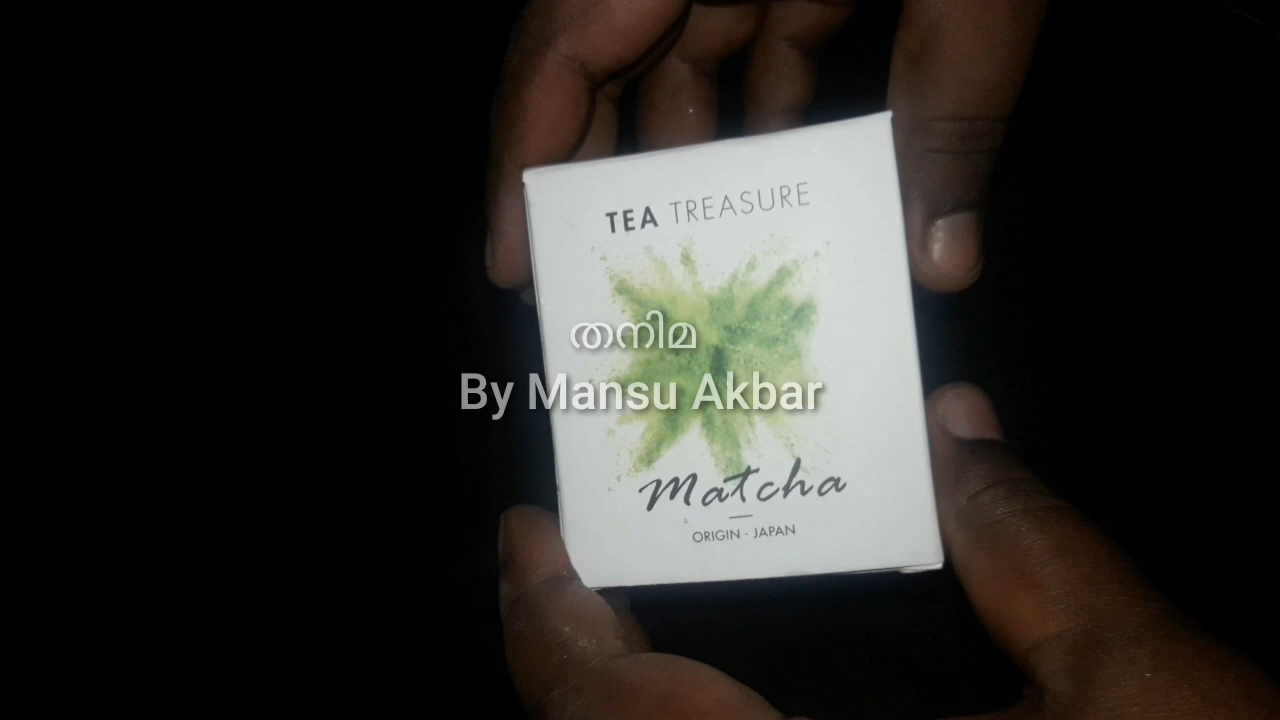 TEA TREASURE
തനിമ
By Mansu Akbar
Matcha
ORIGIN - JAPAN